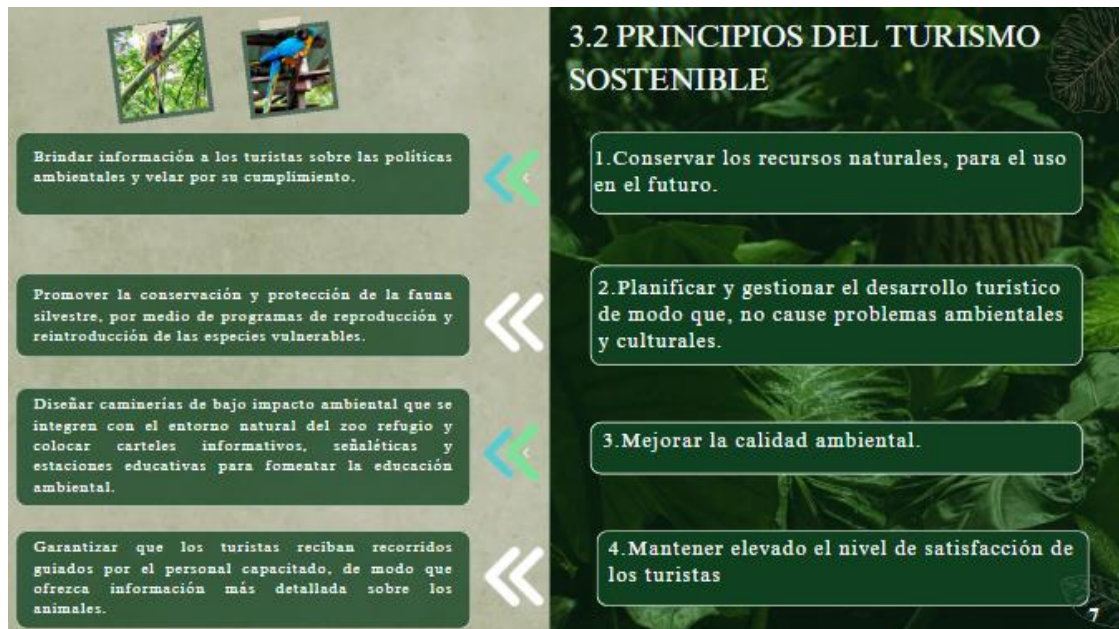 3.2 PRINCIPIOS DEL TURISMO
SOSTENIBLE
Brindar información a los turistas sobre las políticas
ambientales y velar por su cumplimiento.
1.Conservar los recursos naturales, para el uso
en el futuro.
Promover la conservación y protección de la fauna
silvestre, por medio de programas de reproducción y
reintroducción de las especies vulnerables.
2.Planificar y gestionar el desarrollo turístico
de modo que, no cause problemas ambientales
y culturales.
Diseñar caminerías de bajo impacto ambiental que se
integren con el entorno natural del zoo refugio y
colocar carteles informativos, señaléticas y
estaciones educativas para fomentar la educación
ambiental.
3.Mejorar la calidad ambiental.
Garantizar que los turistas reciban recorridos
guiados por el personal capacitado, de modo que
ofrezca información más detallada sobre los
animales.
4.Mantener elevado el nivel de satisfacción de
los turistas
7